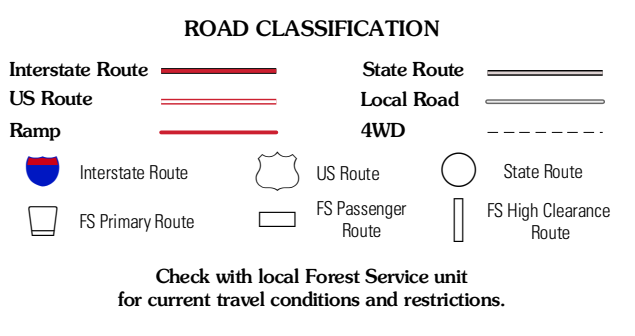 ROAD CLASSIFICATION
Interstate Route
State Route
US Route
Local Road
Ramp
4WD
Interstate Route
US Route
State Route
FS Primary Route
FS Passenger
Route
FS High Clearance
Route
Check with local Forest Service unit
for current travel conditions and restrictions.